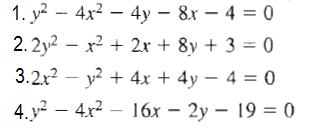 1. y² − 4x² − 4y − 8x − 4 = 0
2. 2y² − x² + 2x + 8y + 3 = 0
3. 2x² − y² + 4x + 4y − 4 = 0
4. y² − 4x² − 16x − 2y − 19 = 0